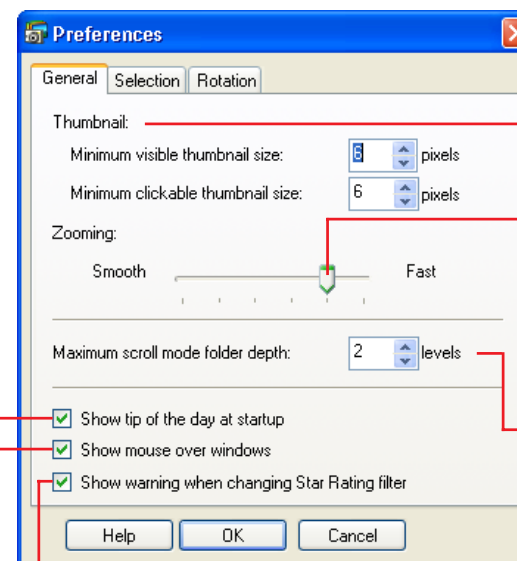 Preferences
General Selection Rotation
Thumbnail:
Minimum visible thumbnail size: 6 pixels
Minimum clickable thumbnail size: 6 pixels
Zooming:
Smooth Fast
Maximum scroll mode folder depth: 2 levels
Show tip of the day at startup
Show mouse over windows
Show warning when changing Star Rating filter
Help OK Cancel